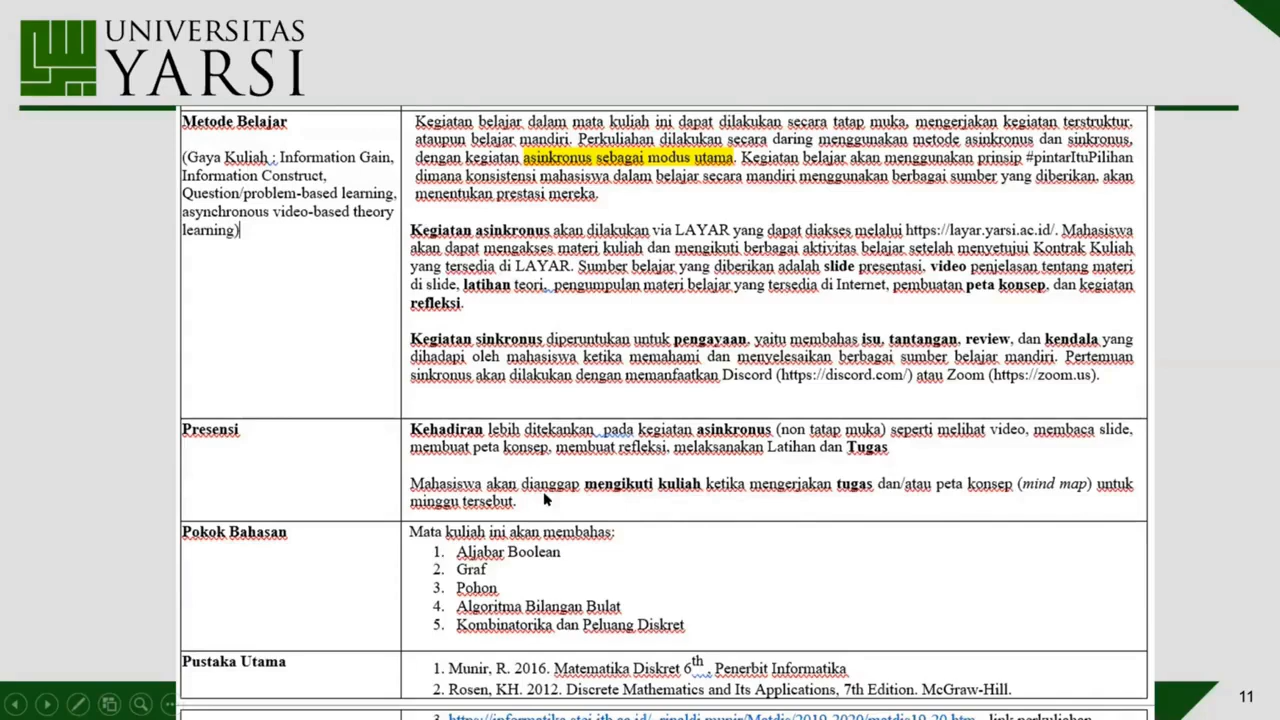 UNIVERSITAS
YARSI
Metode Belajar
(Gaya Kuliah : Information Gain,
Information Construct,
Question/problem-based learning,
asynchronous video-based theory
learning)
Kegiatan belajar dalam mata kuliah ini dapat dilakukan secara tatap muka, mengerjakan kegiatan terstruktur,
ataupun belajar mandiri. Perkuliahan dilakukan secara daring menggunakan metode asinkronus dan sinkronus,
dengan kegiatan asinkronus sebagai modus utama. Kegiatan belajar akan menggunakan prinsip #pintarItuPilihan
dimana konsistensi mahasiswa dalam belajar secara mandiri menggunakan berbagai sumber yang diberikan, akan
menentukan prestasi mereka.
Kegiatan asinkronus akan dilakukan via LAYAR yang dapat diakses melalui https://layar.yarsi.ac.id/. Mahasiswa
akan dapat mengakses materi kuliah dan mengikuti berbagai aktivitas belajar setelah menyetujui Kontrak Kuliah
yang tersedia di LAYAR. Sumber belajar yang diberikan adalah slide presentasi, video penjelasan tentang materi
di slide, latihan teori, pengumpulan materi belajar yang tersedia di Internet, pembuatan peta konsep, dan kegiatan
refleksi.
Kegiatan sinkronus diperuntukan untuk pengayaan, yaitu membahas isu, tantangan, review, dan kendala yang
dihadapi oleh mahasiswa ketika memahami dan menyelesaikan berbagai sumber belajar mandiri. Pertemuan
sinkronus akan dilakukan dengan memanfaatkan Discord (https://discord.com/) atau Zoom (https://zoom.us).
Presensi
Kehadiran lebih ditekankan pada kegiatan asinkronus (non tatap muka) seperti melihat video, membaca slide,
membuat peta konsep, membuat refleksi, melaksanakan Latihan dan Tugas
Mahasiswa akan dianggap mengikuti kuliah ketika mengerjakan tugas dan/atau peta konsep (mind map) untuk
minggu tersebut.
Pokok Bahasan
Mata kuliah ini akan membahas:
1. Aljabar Boolean
2. Graf
3. Pohon
4. Algoritma Bilangan Bulat
5. Kombinatorika dan Peluang Diskret
Pustaka Utama
1. Munir, R. 2016. Matematika Diskret 6th , Penerbit Informatika
2. Rosen, KH. 2012. Discrete Mathematics and Its Applications, 7th Edition. McGraw-Hill.
11